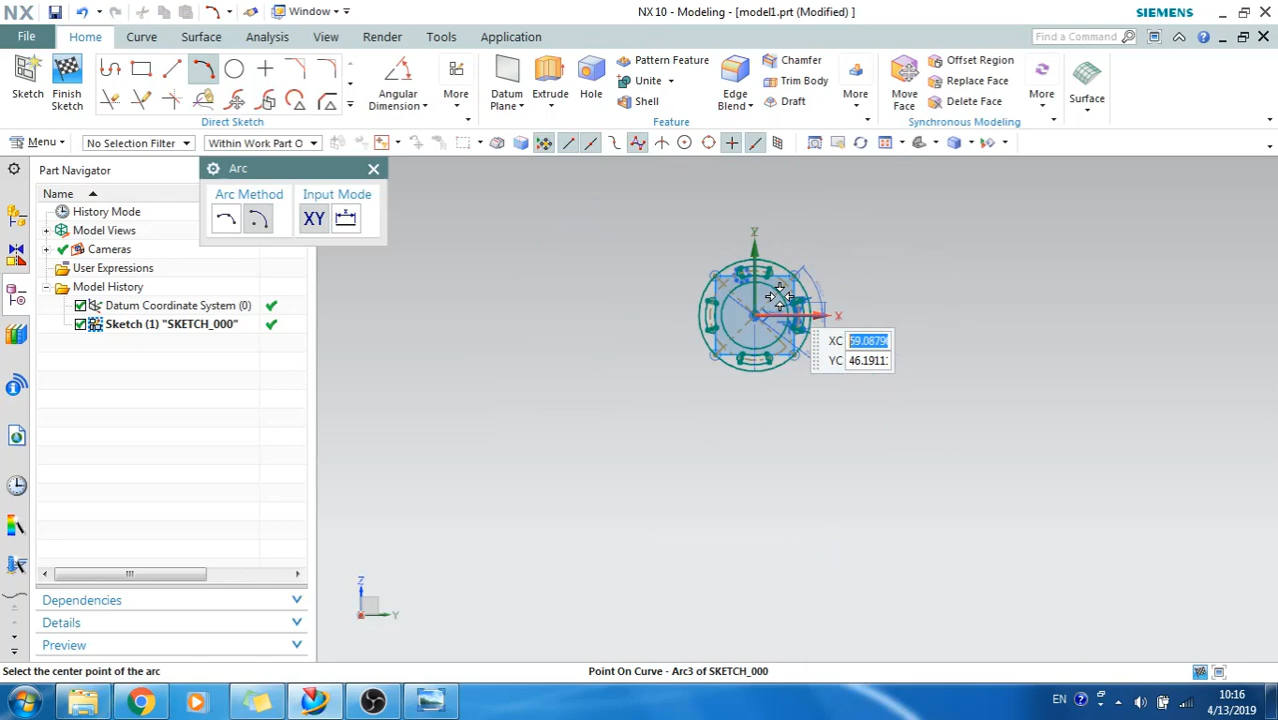 NX
Window
NX 10 - Modeling - [model1.prt (Modified) ]
SIEMENS
File
Home
Curve
Surface
Analysis
View
Render
Tools
Application
Find a Command
Sketch
Finish
Sketch
Direct Sketch
Angular
Dimension
More
Datum
Plane
Extrude
Hole
Pattern Feature
Unite
Shell
Edge
Blend
Chamfer
Trim Body
Draft
More
Feature
Move
Face
Offset Region
Replace Face
Delete Face
More
Synchronous Modeling
Surface
Menu
No Selection Filter
Within Work Part O
Part Navigator
Name
History Mode
Model Views
Cameras
User Expressions
Model History
Datum Coordinate System (0)
Sketch (1) "SKETCH_000"
Dependencies
Details
Preview
Arc
Arc Method
Input Mode
XY
Y
X
XC
YC 46.1911
Z
Y
Select the center point of the arc
Point On Curve - Arc3 of SKETCH_000
EN
10:16
4/13/2019